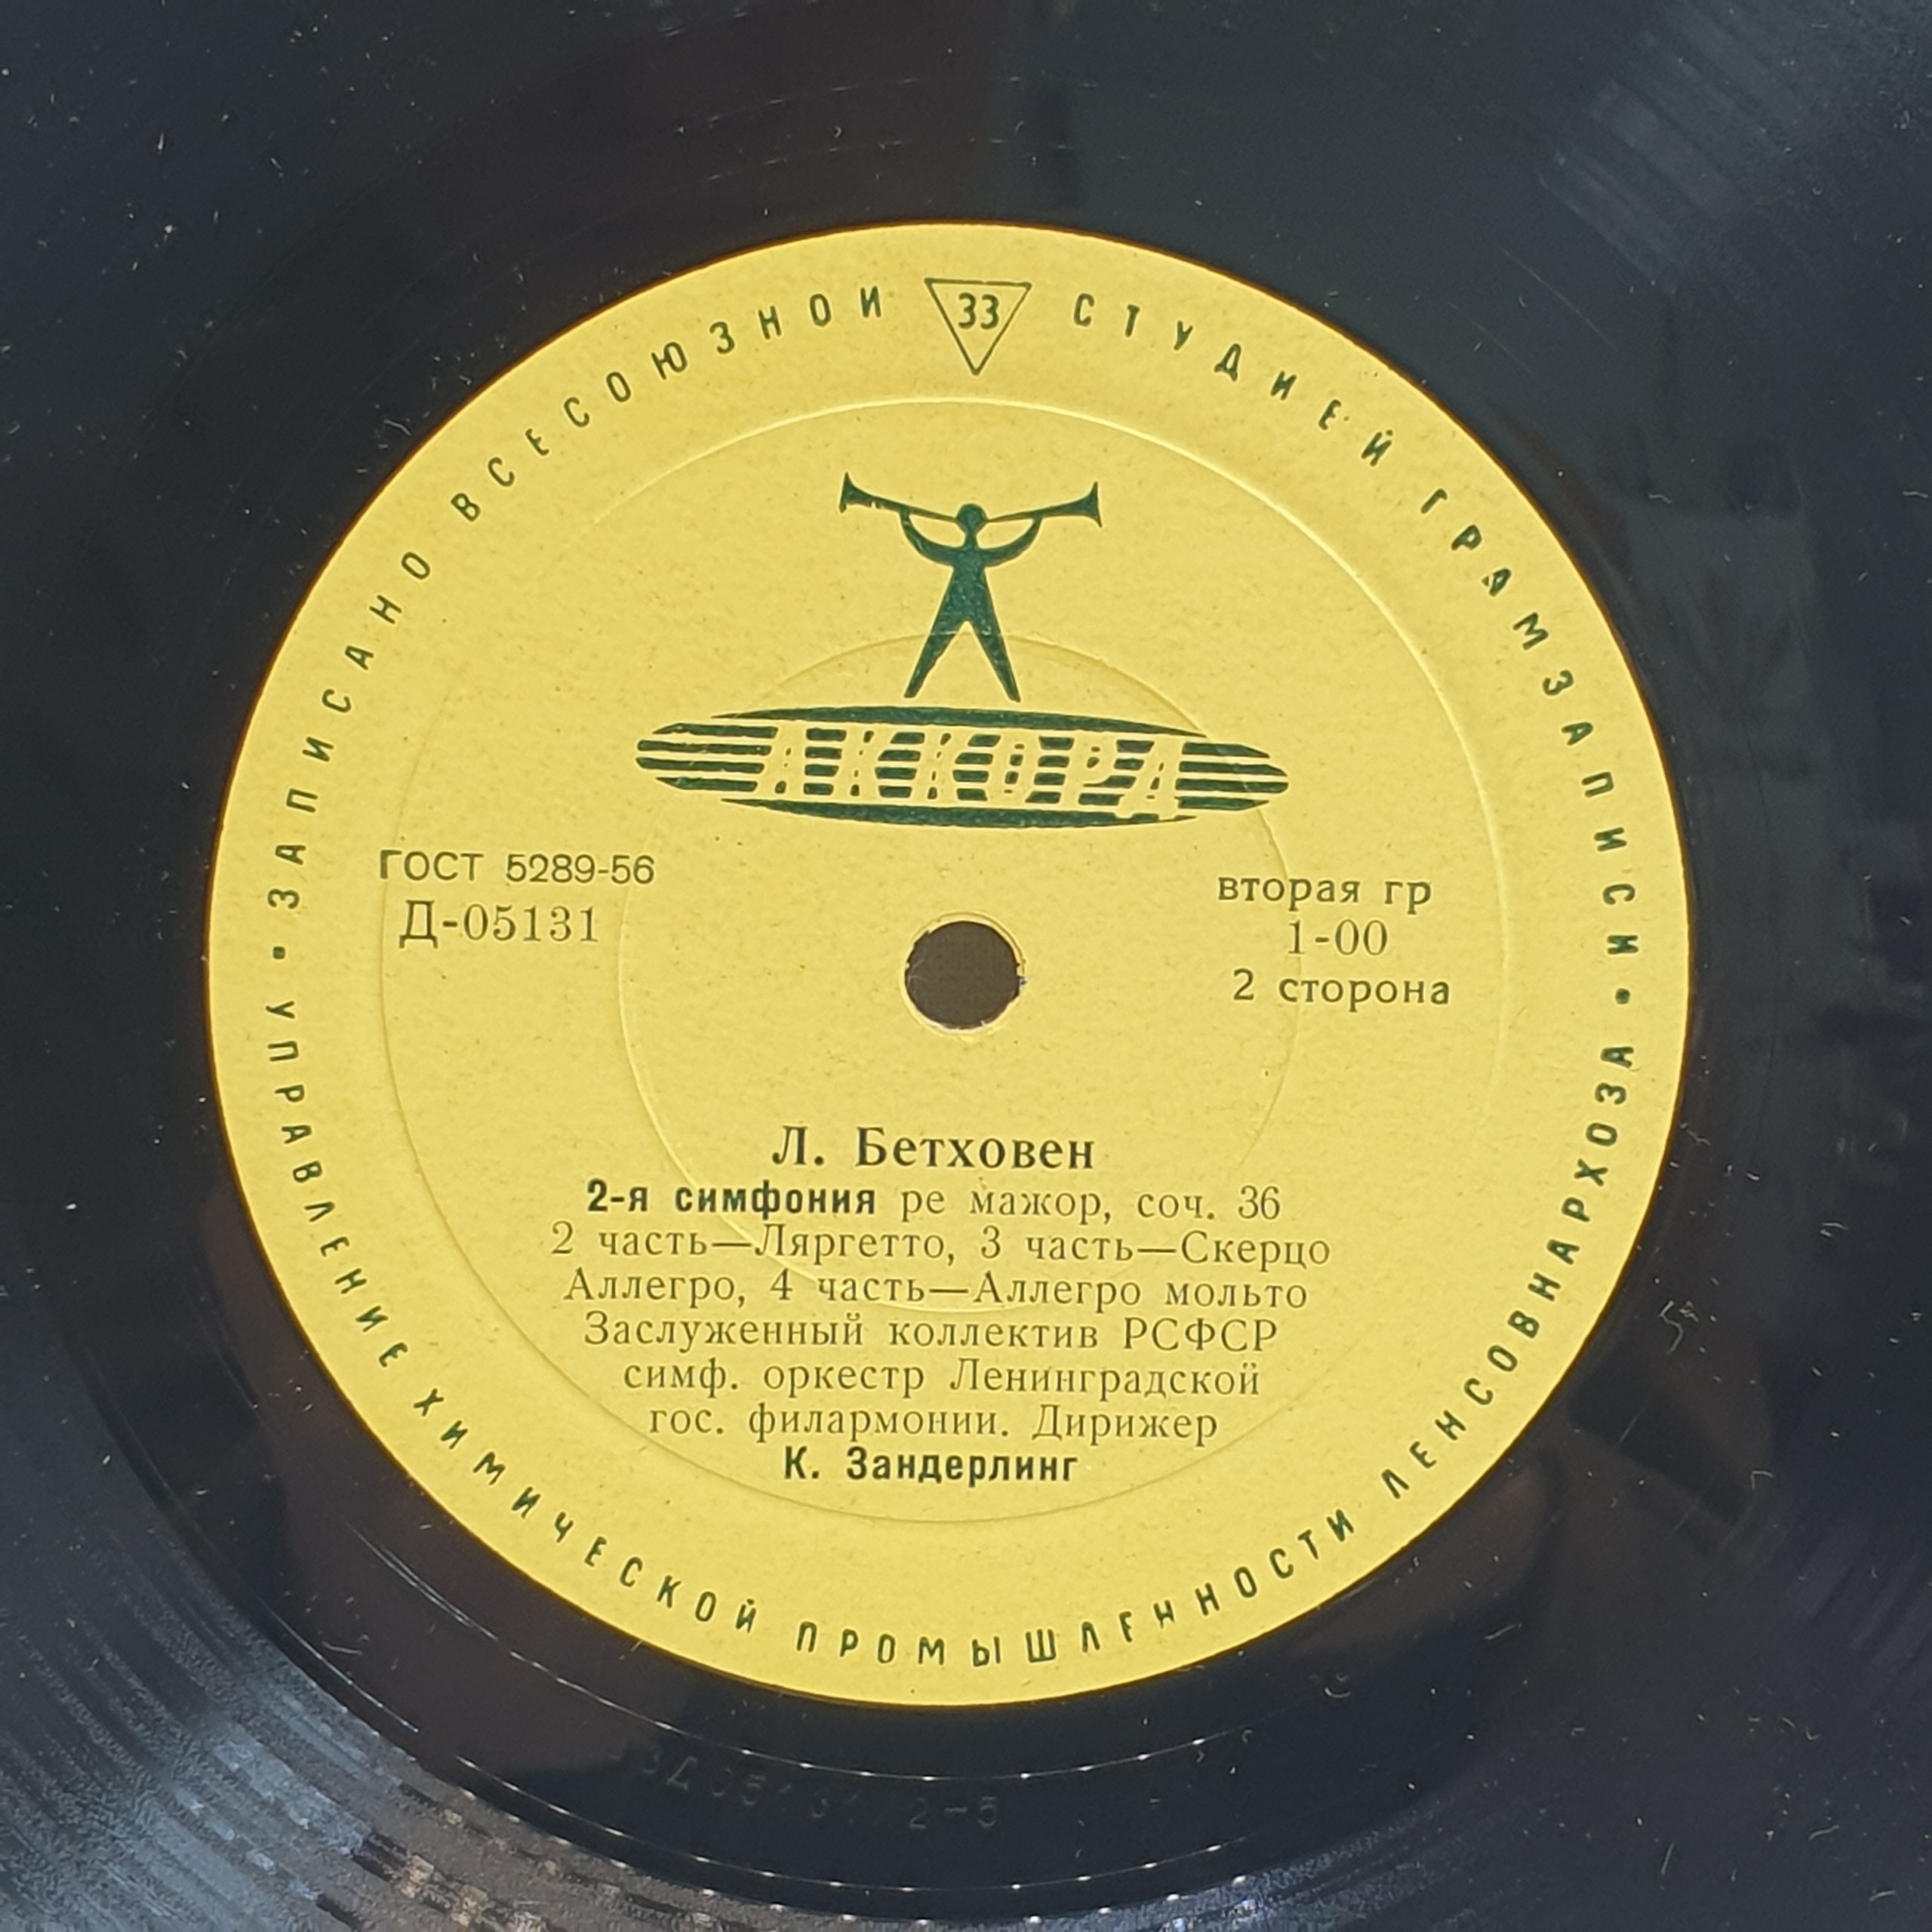 ЗАПИСАНО ВСЕСОЮЗНОЙ 33 СТУДИЕЙ ГРАМЗАПИСИ
АККОРД
ГОСТ 5289-56
Д-05131
вторая гр
1-00
2 сторона
Л. Бетховен
2-я симфония ре мажор, соч. 36
2 часть—Ляргетто, 3 часть—Скерцо
Аллегро, 4 часть—Аллегро мольто
Заслуженный коллектив РСФСР
симф. оркестр Ленинградской
гос. филармонии. Дирижер
К. Зандерлинг
• УПРАВЛЕНИЕ ХИМИЧЕСКОЙ ПРОМЫШЛЕННОСТИ ЛЕНСОВНАРХОЗА •